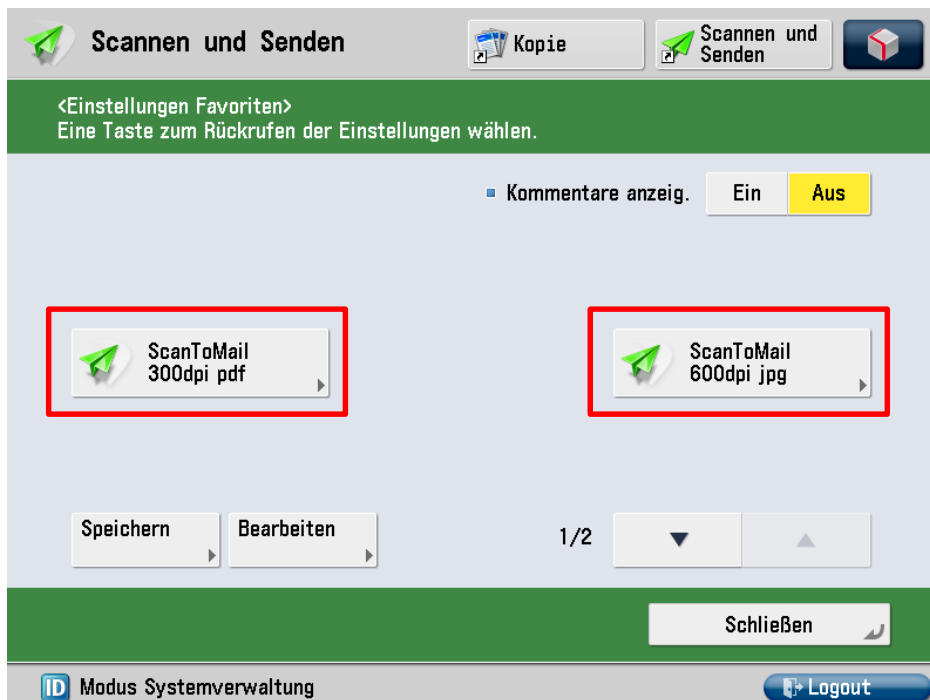 Scannen und Senden
Kopie
Scannen und
Senden
<Einstellungen Favoriten>
Eine Taste zum Rückrufen der Einstellungen wählen.
Kommentare anzeig.
Ein
Aus
ScanToMail
300dpi pdf
ScanToMail
600dpi jpg
Speichern
Bearbeiten
1/2
Schließen
ID Modus Systemverwaltung
Logout